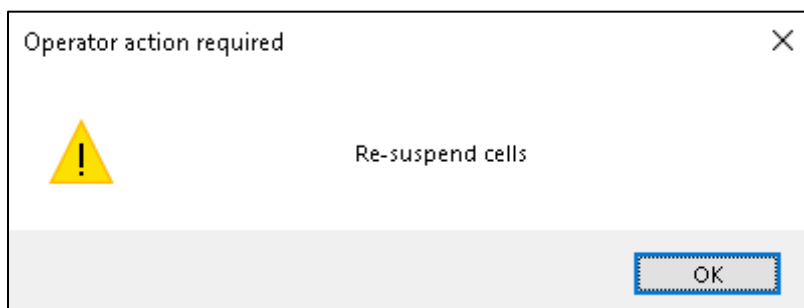 Operator action required
Re-suspend cells
OK